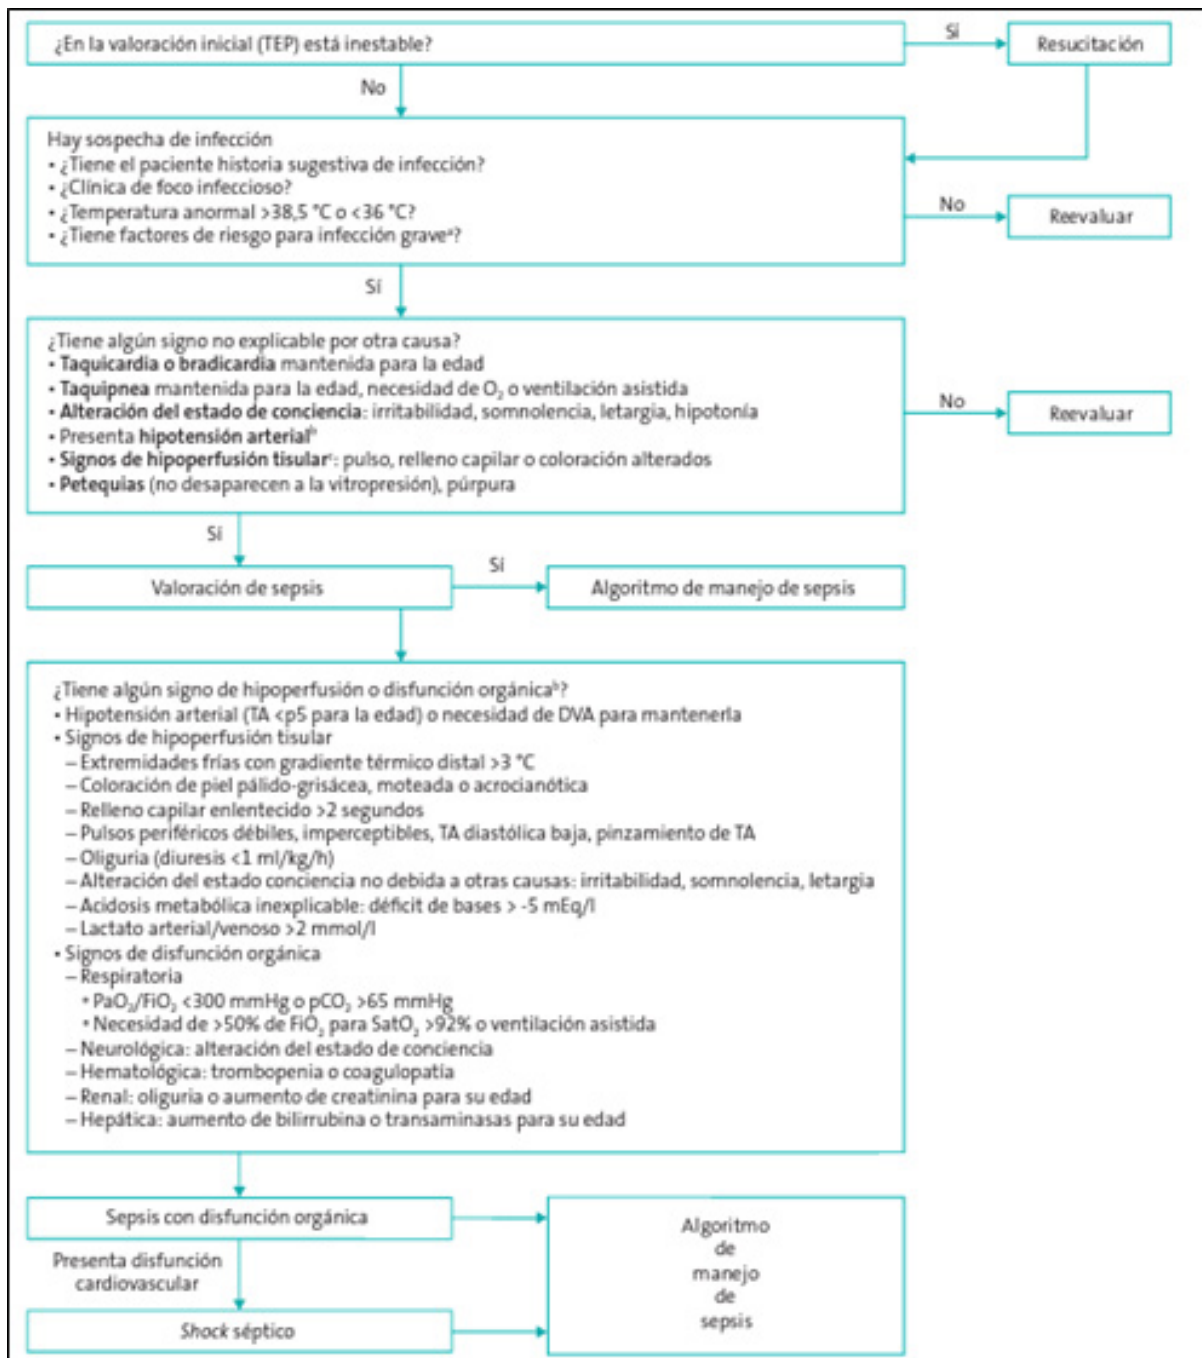 ¿En la valoración inicial (TEP) está inestable?
Sí
Resucitación
No
Hay sospecha de infección
• ¿Tiene el paciente historia sugestiva de infección?
• ¿Clínica de foco infeccioso?
• ¿Temperatura anormal >38,5 °C o <36 °C?
• ¿Tiene factores de riesgo para infección graveª?
No
Reevaluar
Sí
¿Tiene algún signo no explicable por otra causa?
• Taquicardia o bradicardia mantenida para la edad
• Taquipnea mantenida para la edad, necesidad de O₂ o ventilación asistida
• Alteración del estado de conciencia: irritabilidad, somnolencia, letargia, hipotonía
• Presenta hipotensión arterialᵇ
• Signos de hipoperfusión tisularᶜ: pulso, relleno capilar o coloración alterados
• Petequias (no desaparecen a la vitropresión), púrpura
No
Reevaluar
Sí
Valoración de sepsis
Sí
Algoritmo de manejo de sepsis
¿Tiene algún signo de hipoperfusión o disfunción orgánicaᵇ?
• Hipotensión arterial (TA <p5 para la edad) o necesidad de DVA para mantenerla
• Signos de hipoperfusión tisular
– Extremidades frías con gradiente térmico distal >3 °C
– Coloración de piel pálido-grisácea, moteada o acrocianótica
– Relleno capilar enlentecido >2 segundos
– Pulsos periféricos débiles, imperceptibles, TA diastólica baja, pinzamiento de TA
– Oliguria (diuresis <1 ml/kg/h)
– Alteración del estado conciencia no debida a otras causas: irritabilidad, somnolencia, letargia
– Acidosis metabólica inexplicable: déficit de bases > -5 mEq/l
– Lactato arterial/venoso >2 mmol/l
• Signos de disfunción orgánica
– Respiratoria
• PaO₂/FiO₂ <300 mmHg o pCO₂ >65 mmHg
• Necesidad de >50% de FiO₂ para SatO₂ >92% o ventilación asistida
– Neurológica: alteración del estado de conciencia
– Hematológica: trombopenia o coagulopatía
– Renal: oliguria o aumento de creatinina para su edad
– Hepática: aumento de bilirrubina o transaminasas para su edad
Sepsis con disfunción orgánica
Presenta disfunción
cardiovascular
Shock séptico
Algoritmo
de
manejo
de
sepsis